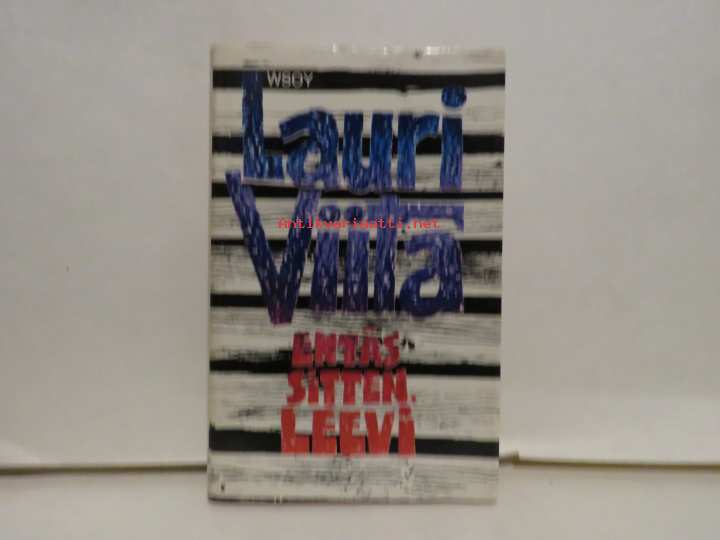 WSOY
Lauri
Viita
Antikvariaatti.net
ENTÄS
SITTEN,
LEEVI